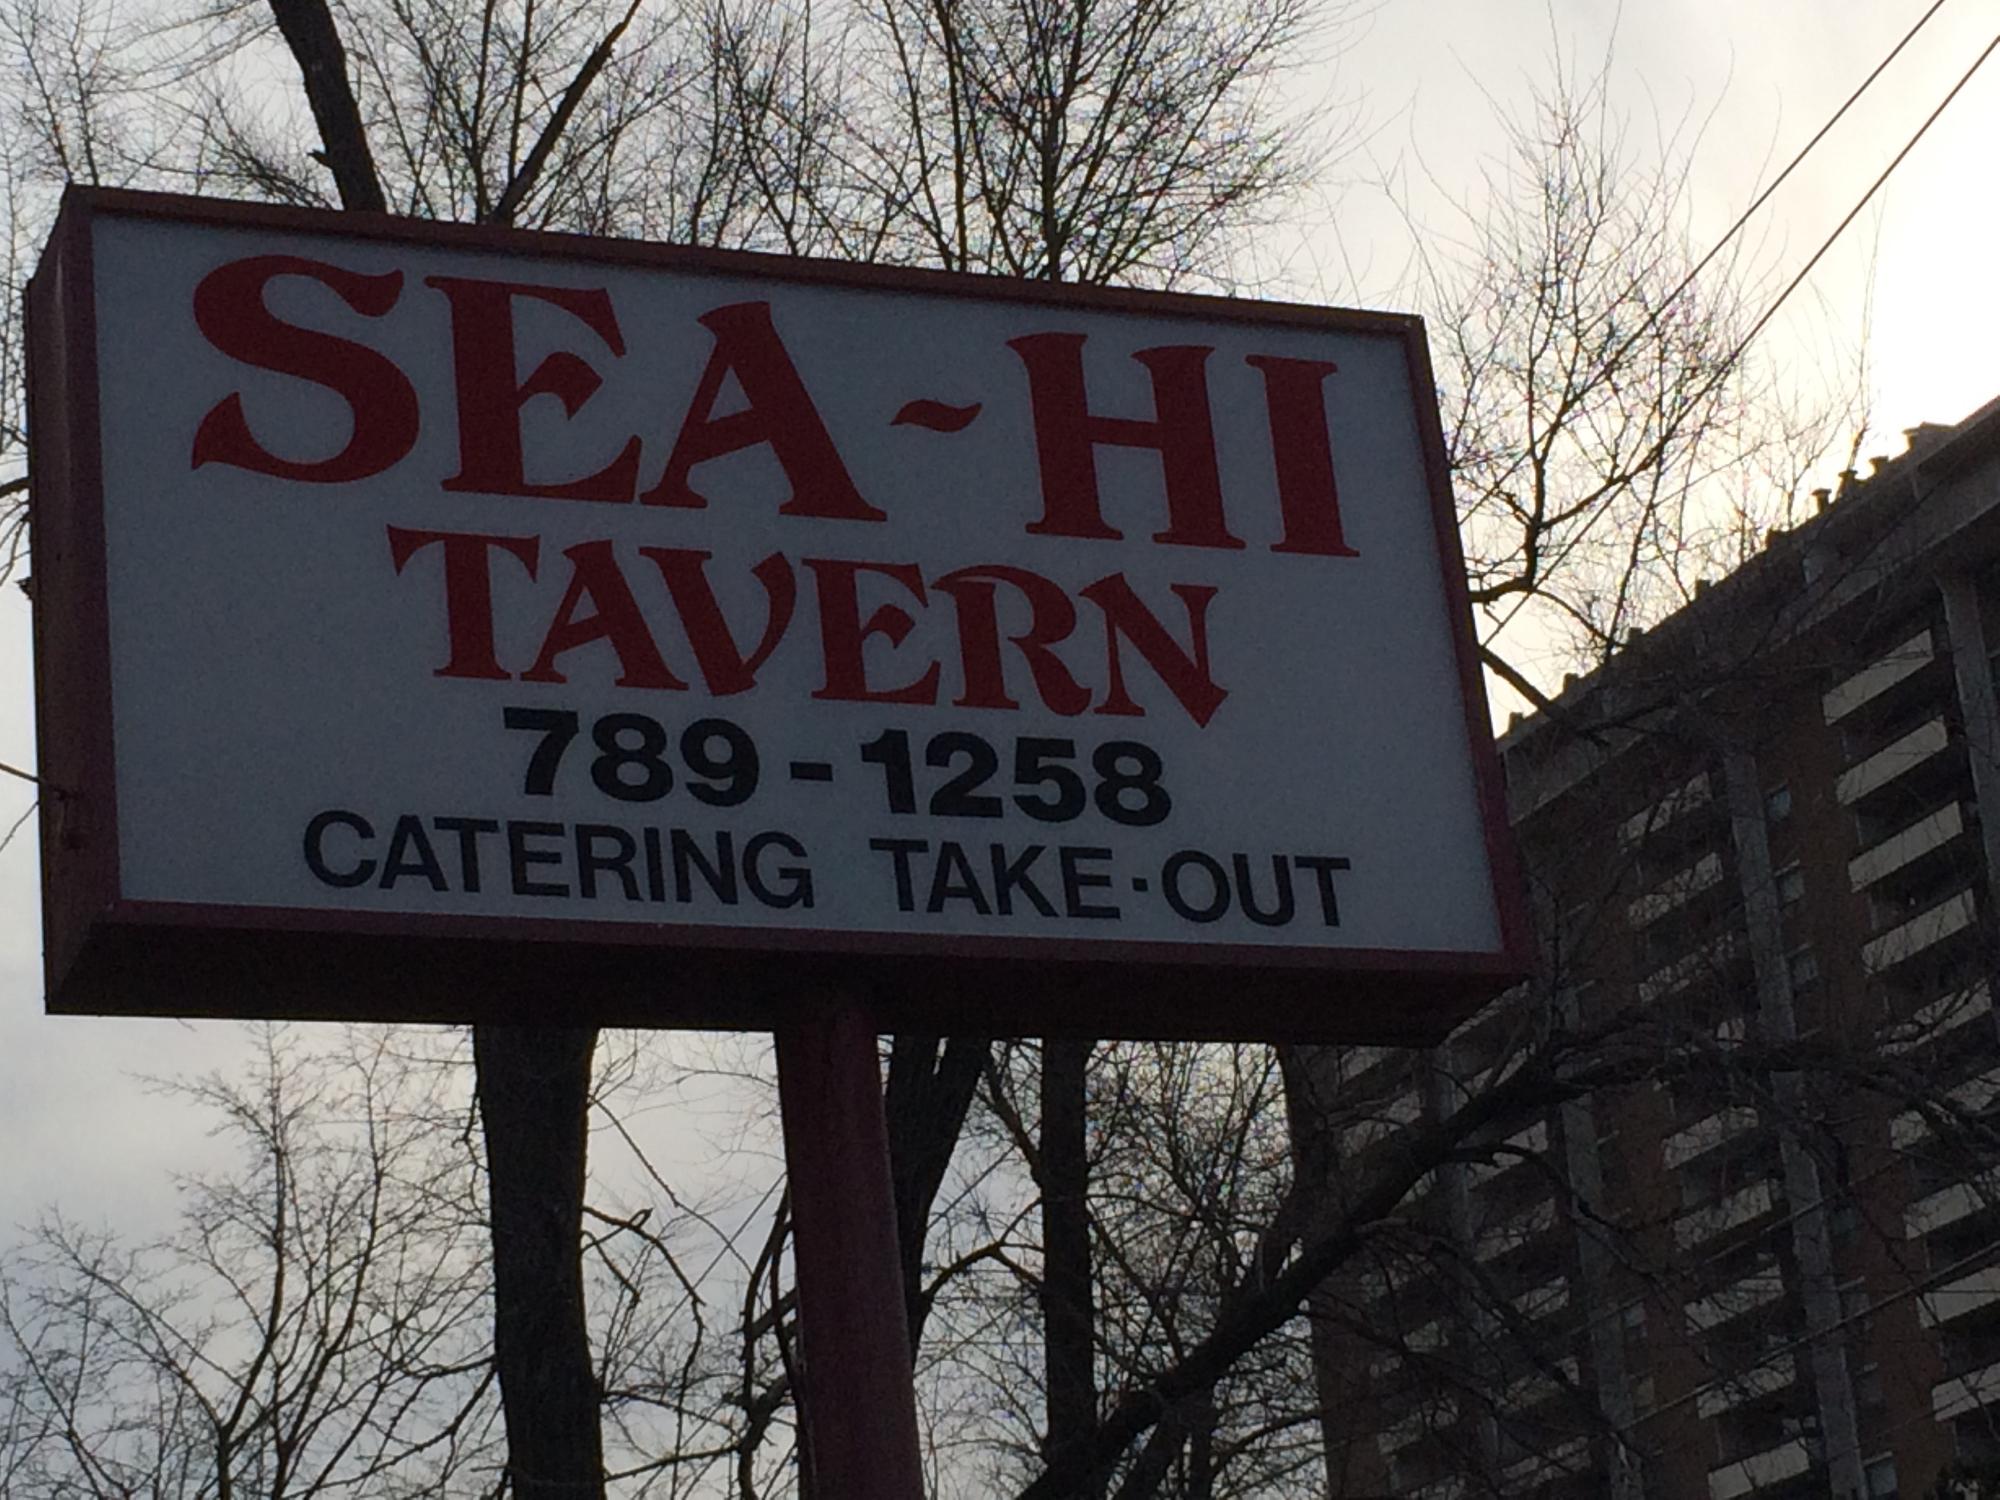 SEA-HI
TAVERN
789-1258
CATERING TAKE·OUT